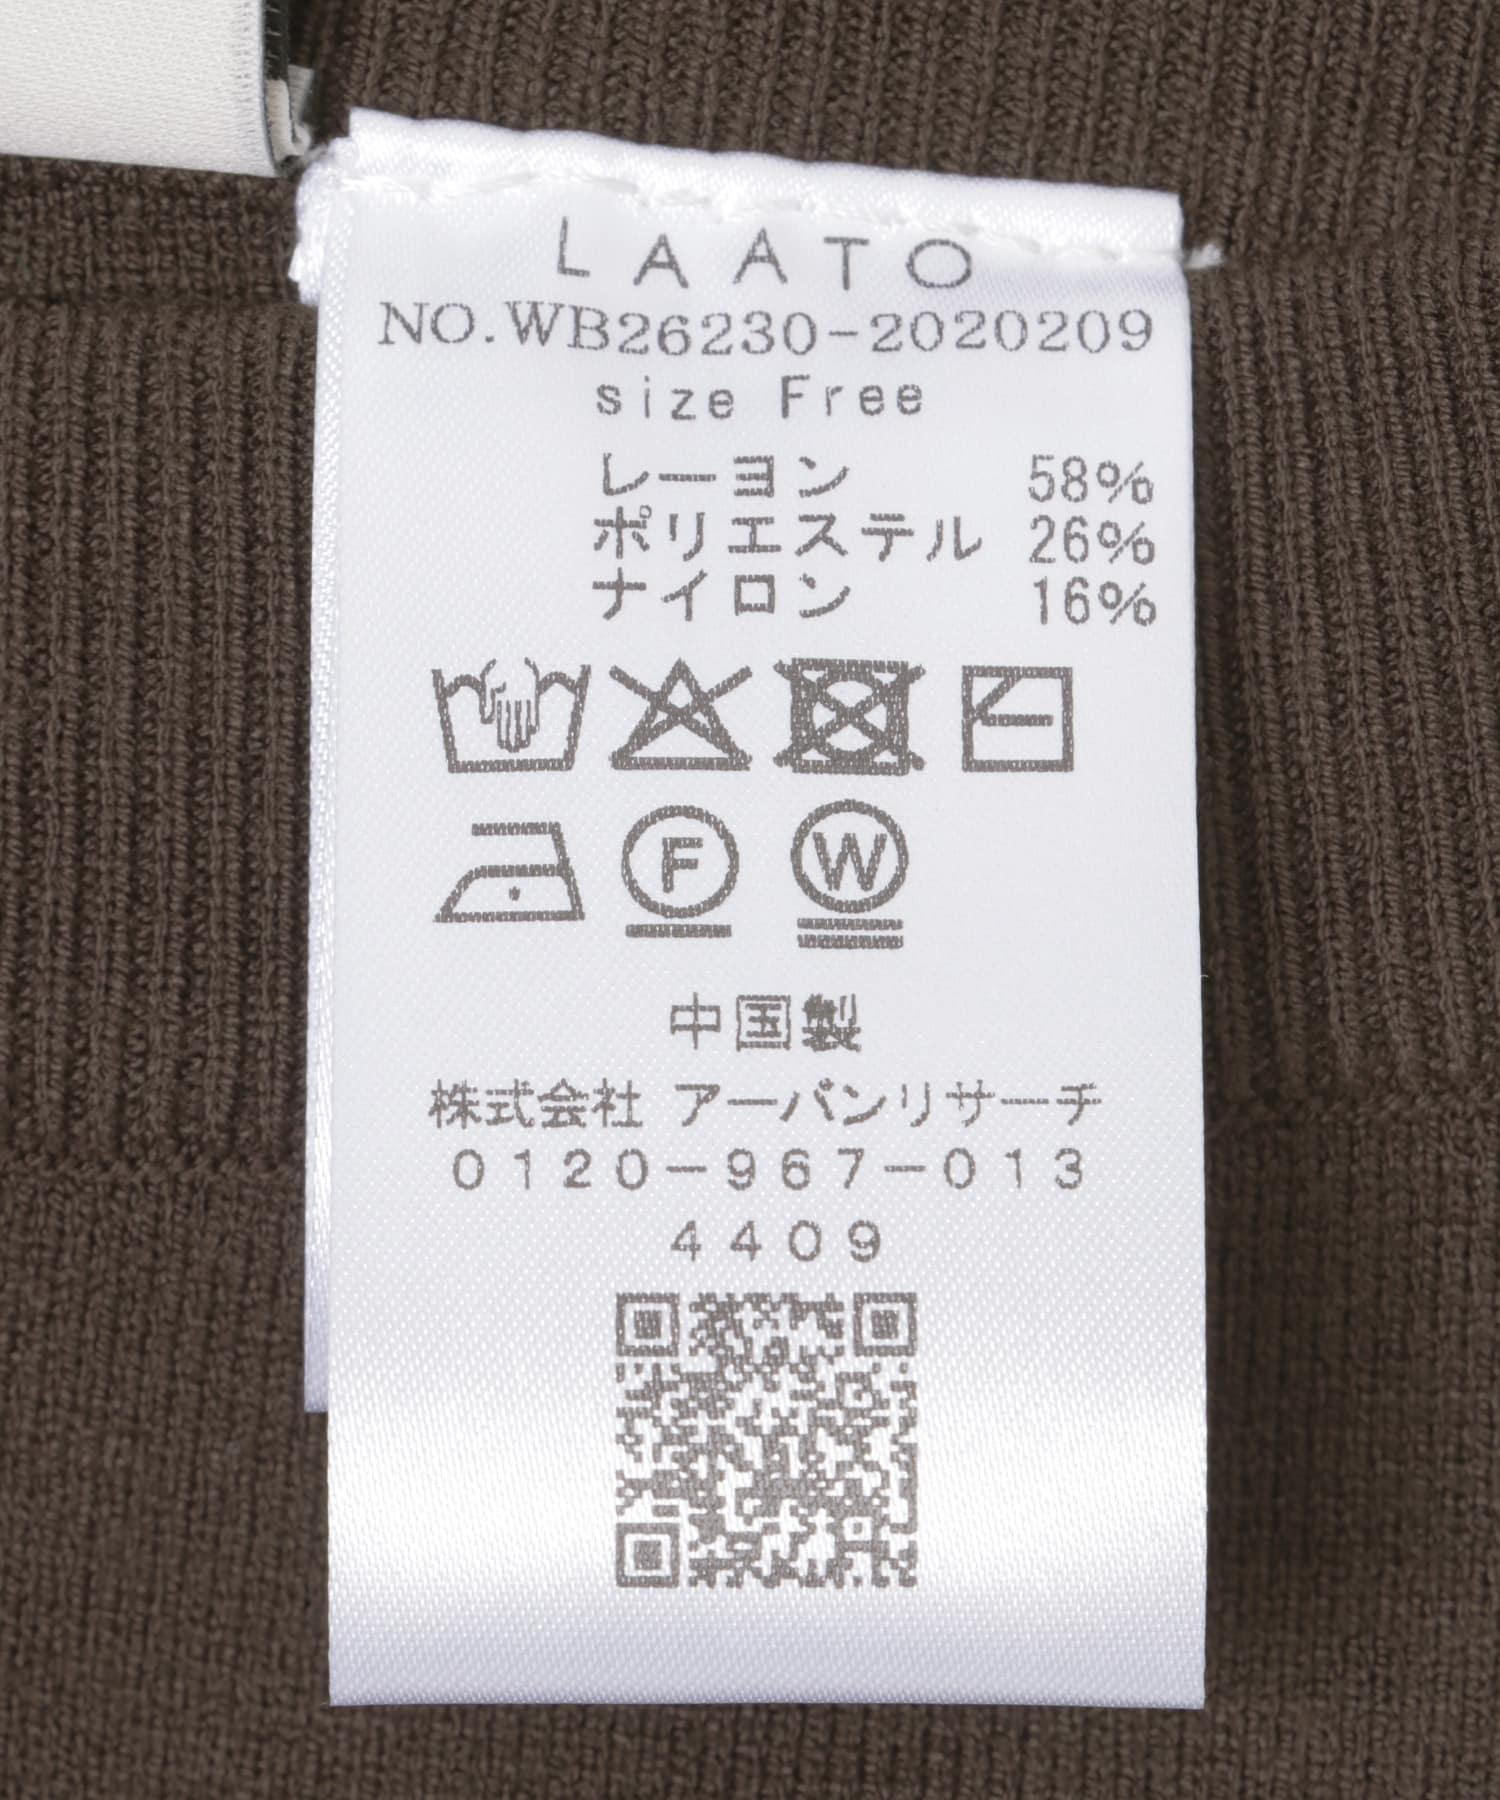 LAATO
NO.WB26230-2020209
size Free
レーヨン 58%
ポリエステル 26%
ナイロン 16%
F W
中国製
株式会社 アーバンリサーチ
0120-967-013
4409